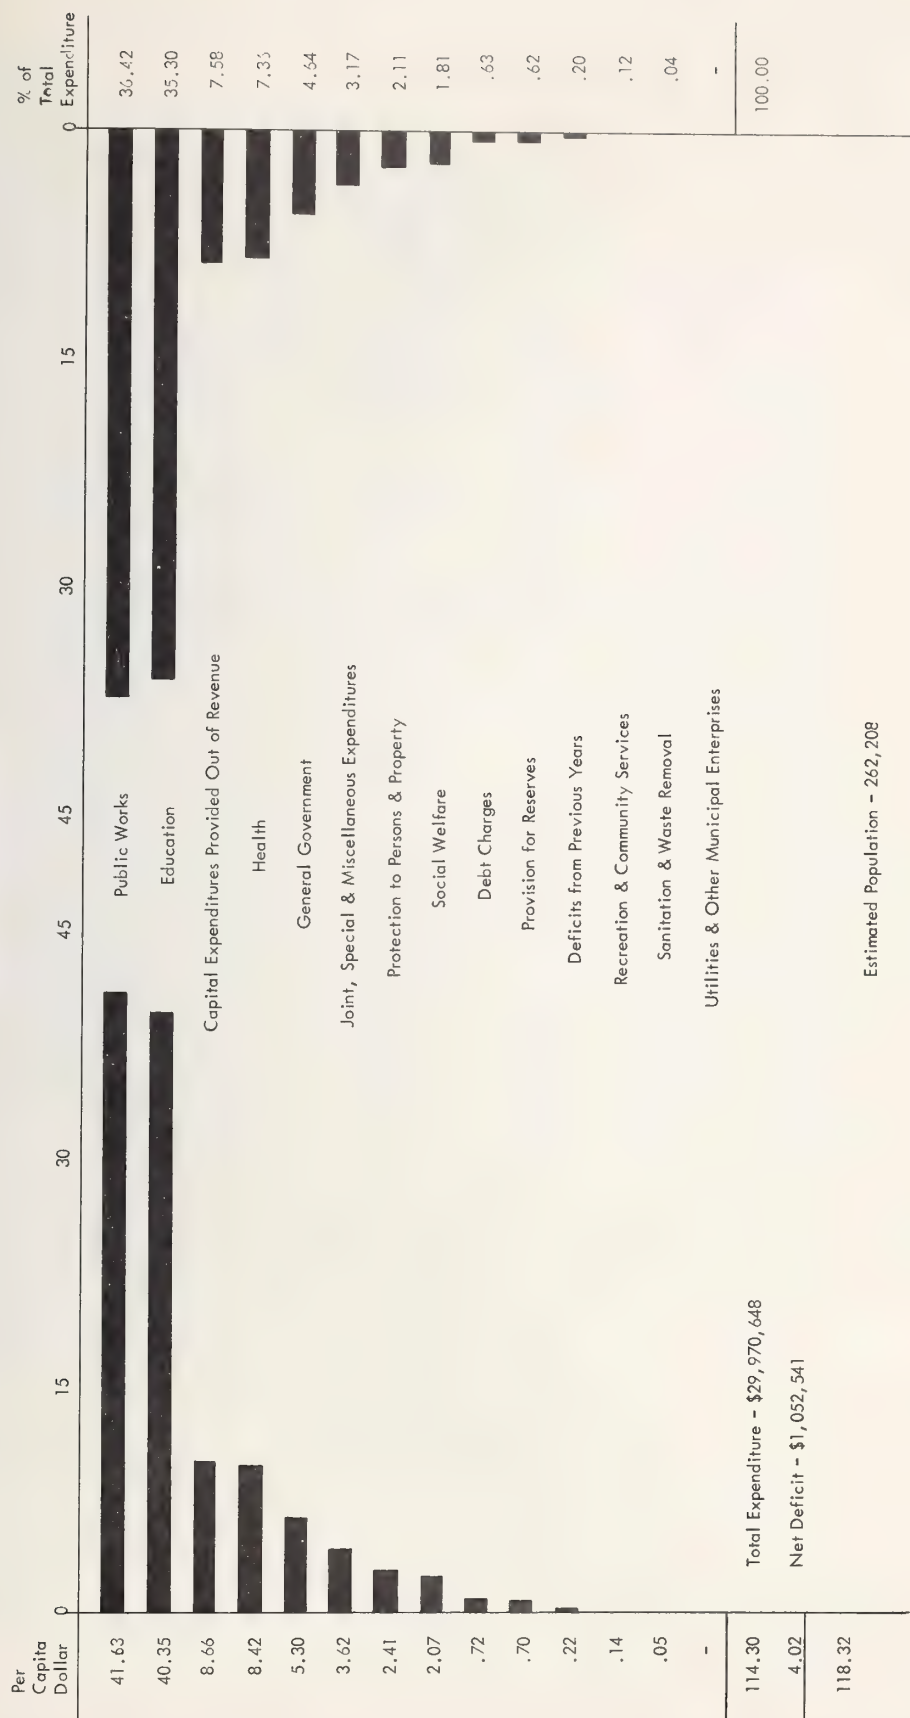 Per Capita Dollar
% of Total Expenditure
0 15 30 45 45 30 15 0
41.63 Public Works 36.42
40.35 Education 35.30
8.66 Capital Expenditures Provided Out of Revenue 7.58
8.42 Health 7.36
5.30 General Government 4.64
3.62 Joint, Special & Miscellaneous Expenditures 3.17
2.41 Protection to Persons & Property 2.11
2.07 Social Welfare 1.81
.72 Debt Charges .63
.70 Provision for Reserves .62
.22 Deficits from Previous Years .20
.14 Recreation & Community Services .12
.05 Sanitation & Waste Removal .04
- Utilities & Other Municipal Enterprises -
114.30 Total Expenditure - $29,970,648 100.00
4.02 Net Deficit - $1,052,541
118.32
Estimated Population - 262,208